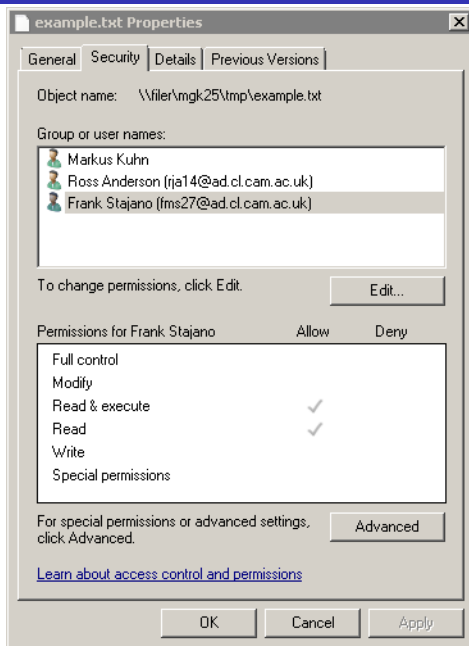 example.txt Properties
General Security Details Previous Versions
Object name: \\filer\mgk25\tmp\example.txt
Group or user names:
Markus Kuhn
Ross Anderson (rja14@ad.cl.cam.ac.uk)
Frank Stajano (fms27@ad.cl.cam.ac.uk)
To change permissions, click Edit. Edit...
Permissions for Frank Stajano Allow Deny
Full control
Modify
Read & execute
Read
Write
Special permissions
For special permissions or advanced settings, Advanced
click Advanced.
Learn about access control and permissions
OK Cancel Apply